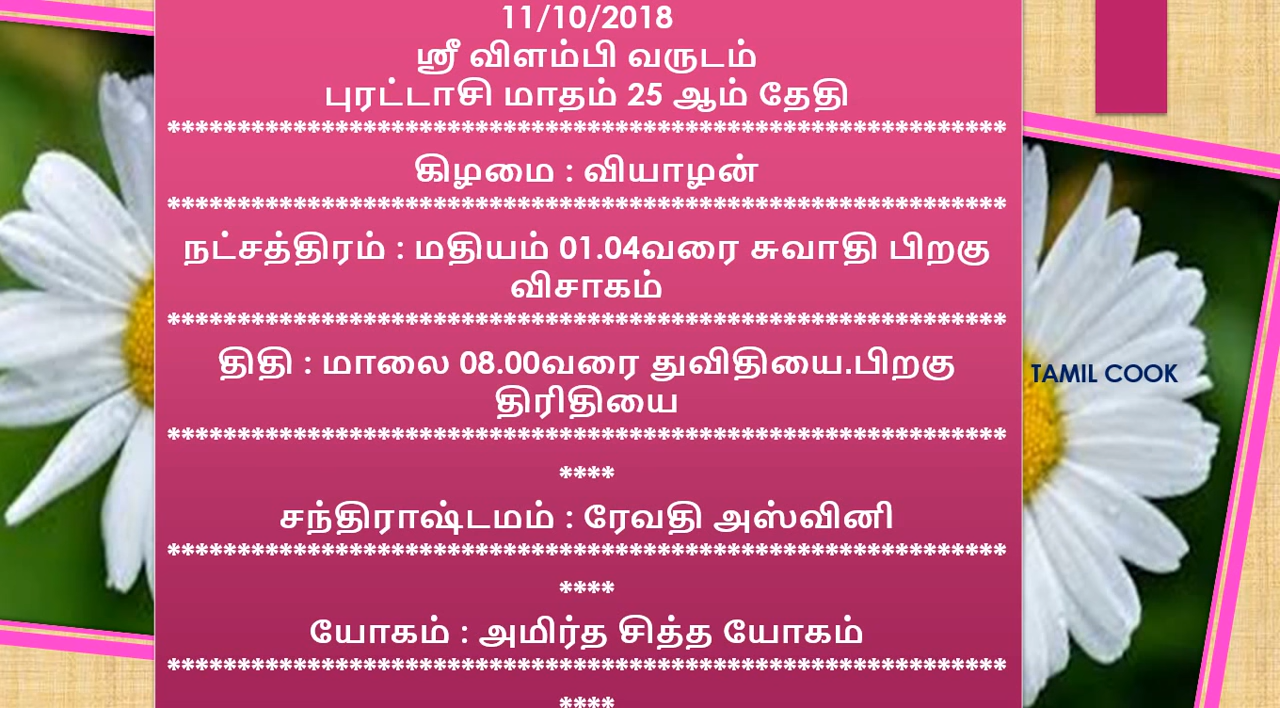 11/10/2018
ஸ்ரீ விளம்பி வருடம்
புரட்டாசி மாதம் 25 ஆம் தேதி
************************************************************
கிழமை : வியாழன்
************************************************************
நட்சத்திரம் : மதியம் 01.04வரை சுவாதி பிறகு
விசாகம்
************************************************************
திதி : மாலை 08.00வரை துவிதியை.பிறகு
திரிதியை
************************************************************
****
சந்திராஷ்டமம் : ரேவதி அஸ்வினி
************************************************************
****
யோகம் : அமிர்த சித்த யோகம்
************************************************************
****
TAMIL COOK